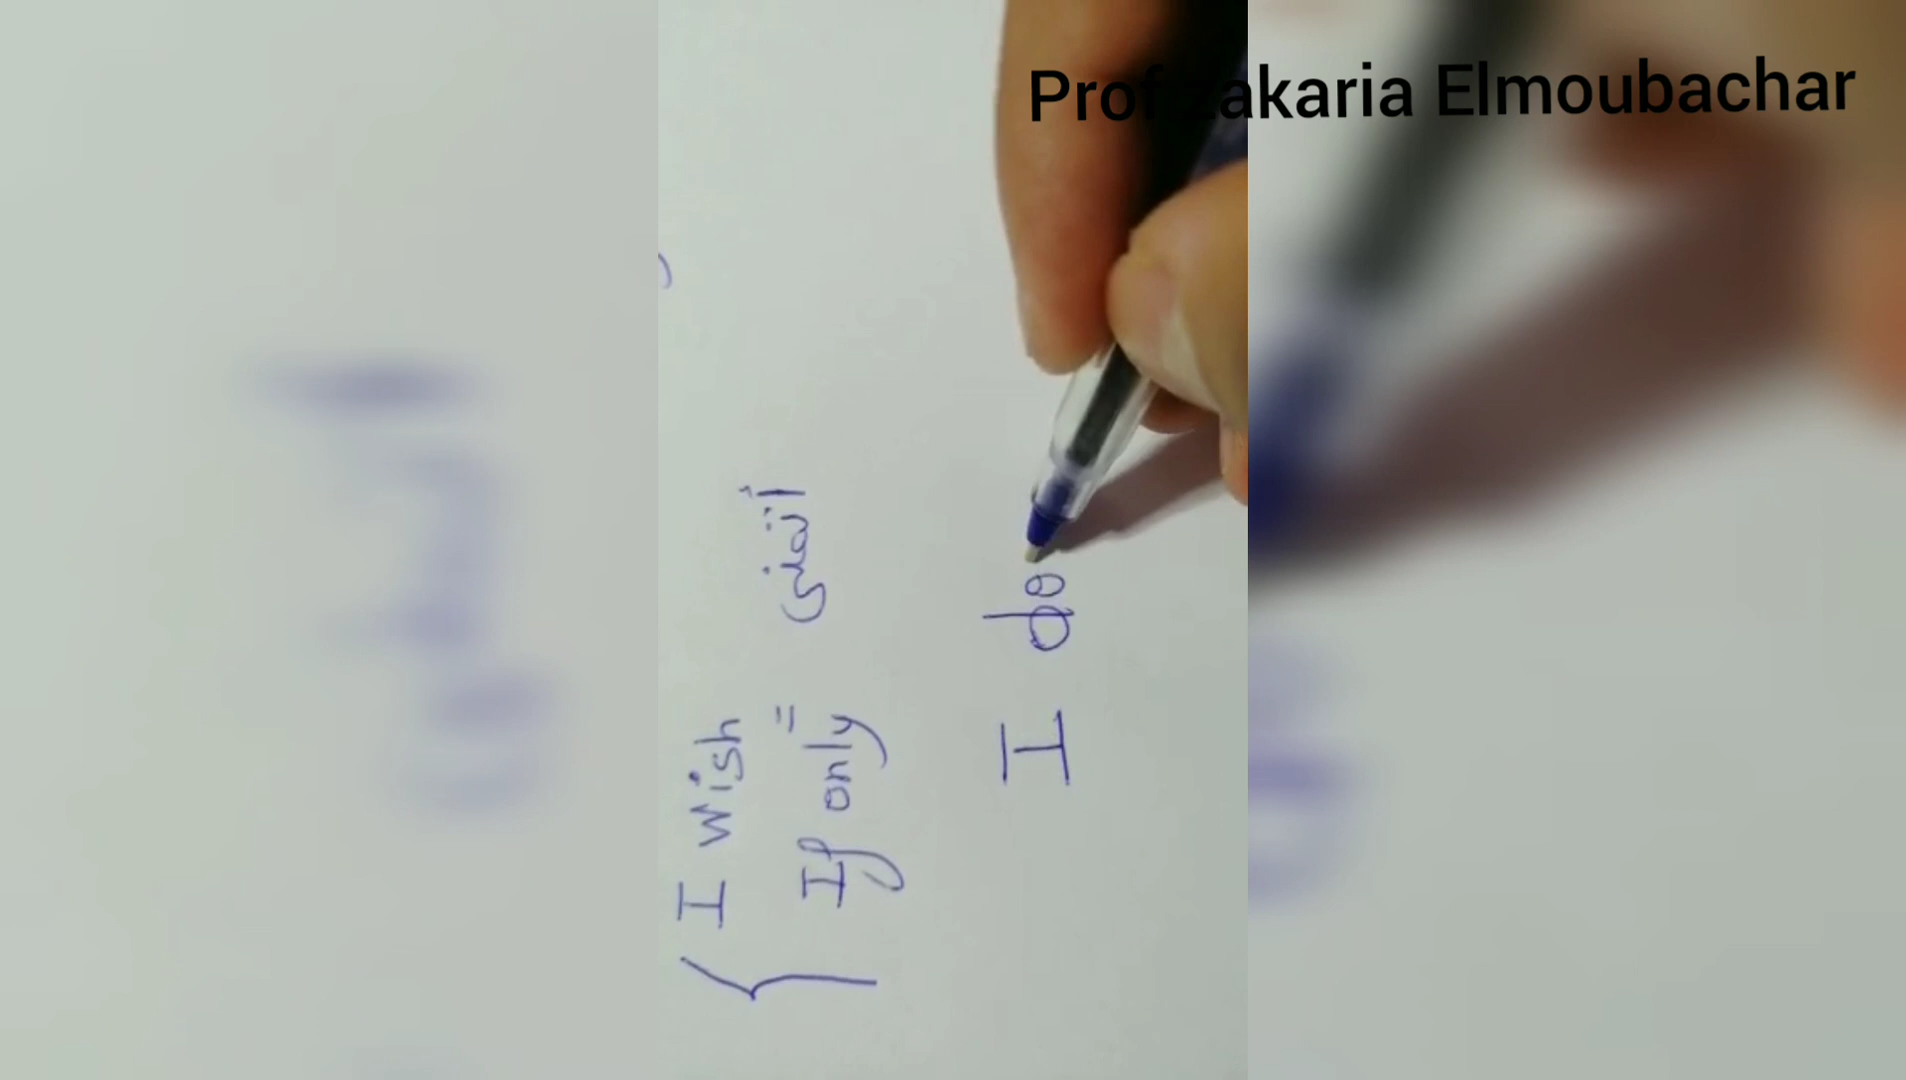 Prof zakaria Elmoubachar
{ I wish
= أتمنى
If only
I do